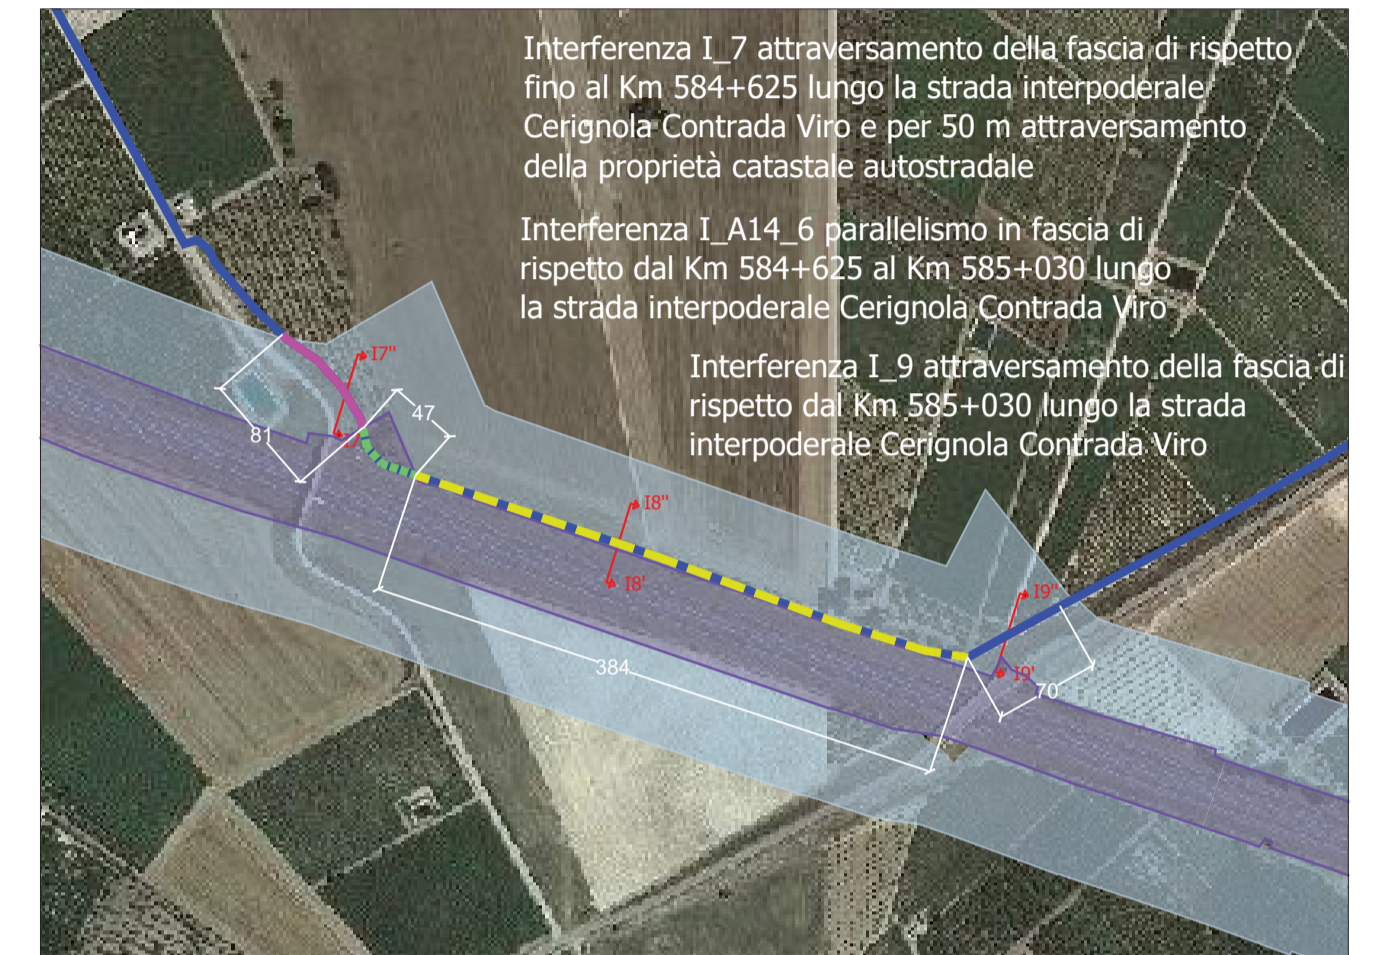 Interferenza I_7 attraversamento della fascia di rispetto
fino al Km 584+625 lungo la strada interpoderale
Cerignola Contrada Viro e per 50 m attraversamento
della proprietà catastale autostradale
Interferenza I_A14_6 parallelismo in fascia di
rispetto dal Km 584+625 al Km 585+030 lungo
la strada interpoderale Cerignola Contrada Viro
Interferenza I_9 attraversamento della fascia di
rispetto dal Km 585+030 lungo la strada
interpoderale Cerignola Contrada Viro
I7"
47
81
I8"
I8'
I9"
384
I9'
70